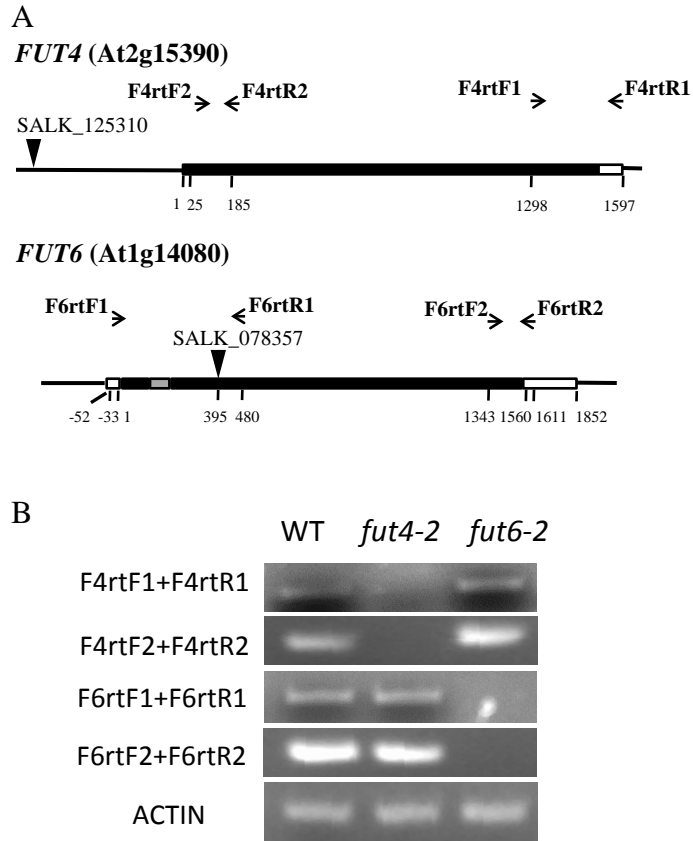 A
FUT4 (At2g15390)
F4rtF2 F4rtR2 F4rtF1 F4rtR1
SALK_125310
1 25 185 1298 1597
FUT6 (At1g14080)
F6rtF1 F6rtR1 F6rtF2 F6rtR2
SALK_078357
-52 -33 1 395 480 1343 1560 1611 1852
B
WT fut4-2 fut6-2
F4rtF1+F4rtR1
F4rtF2+F4rtR2
F6rtF1+F6rtR1
F6rtF2+F6rtR2
ACTIN